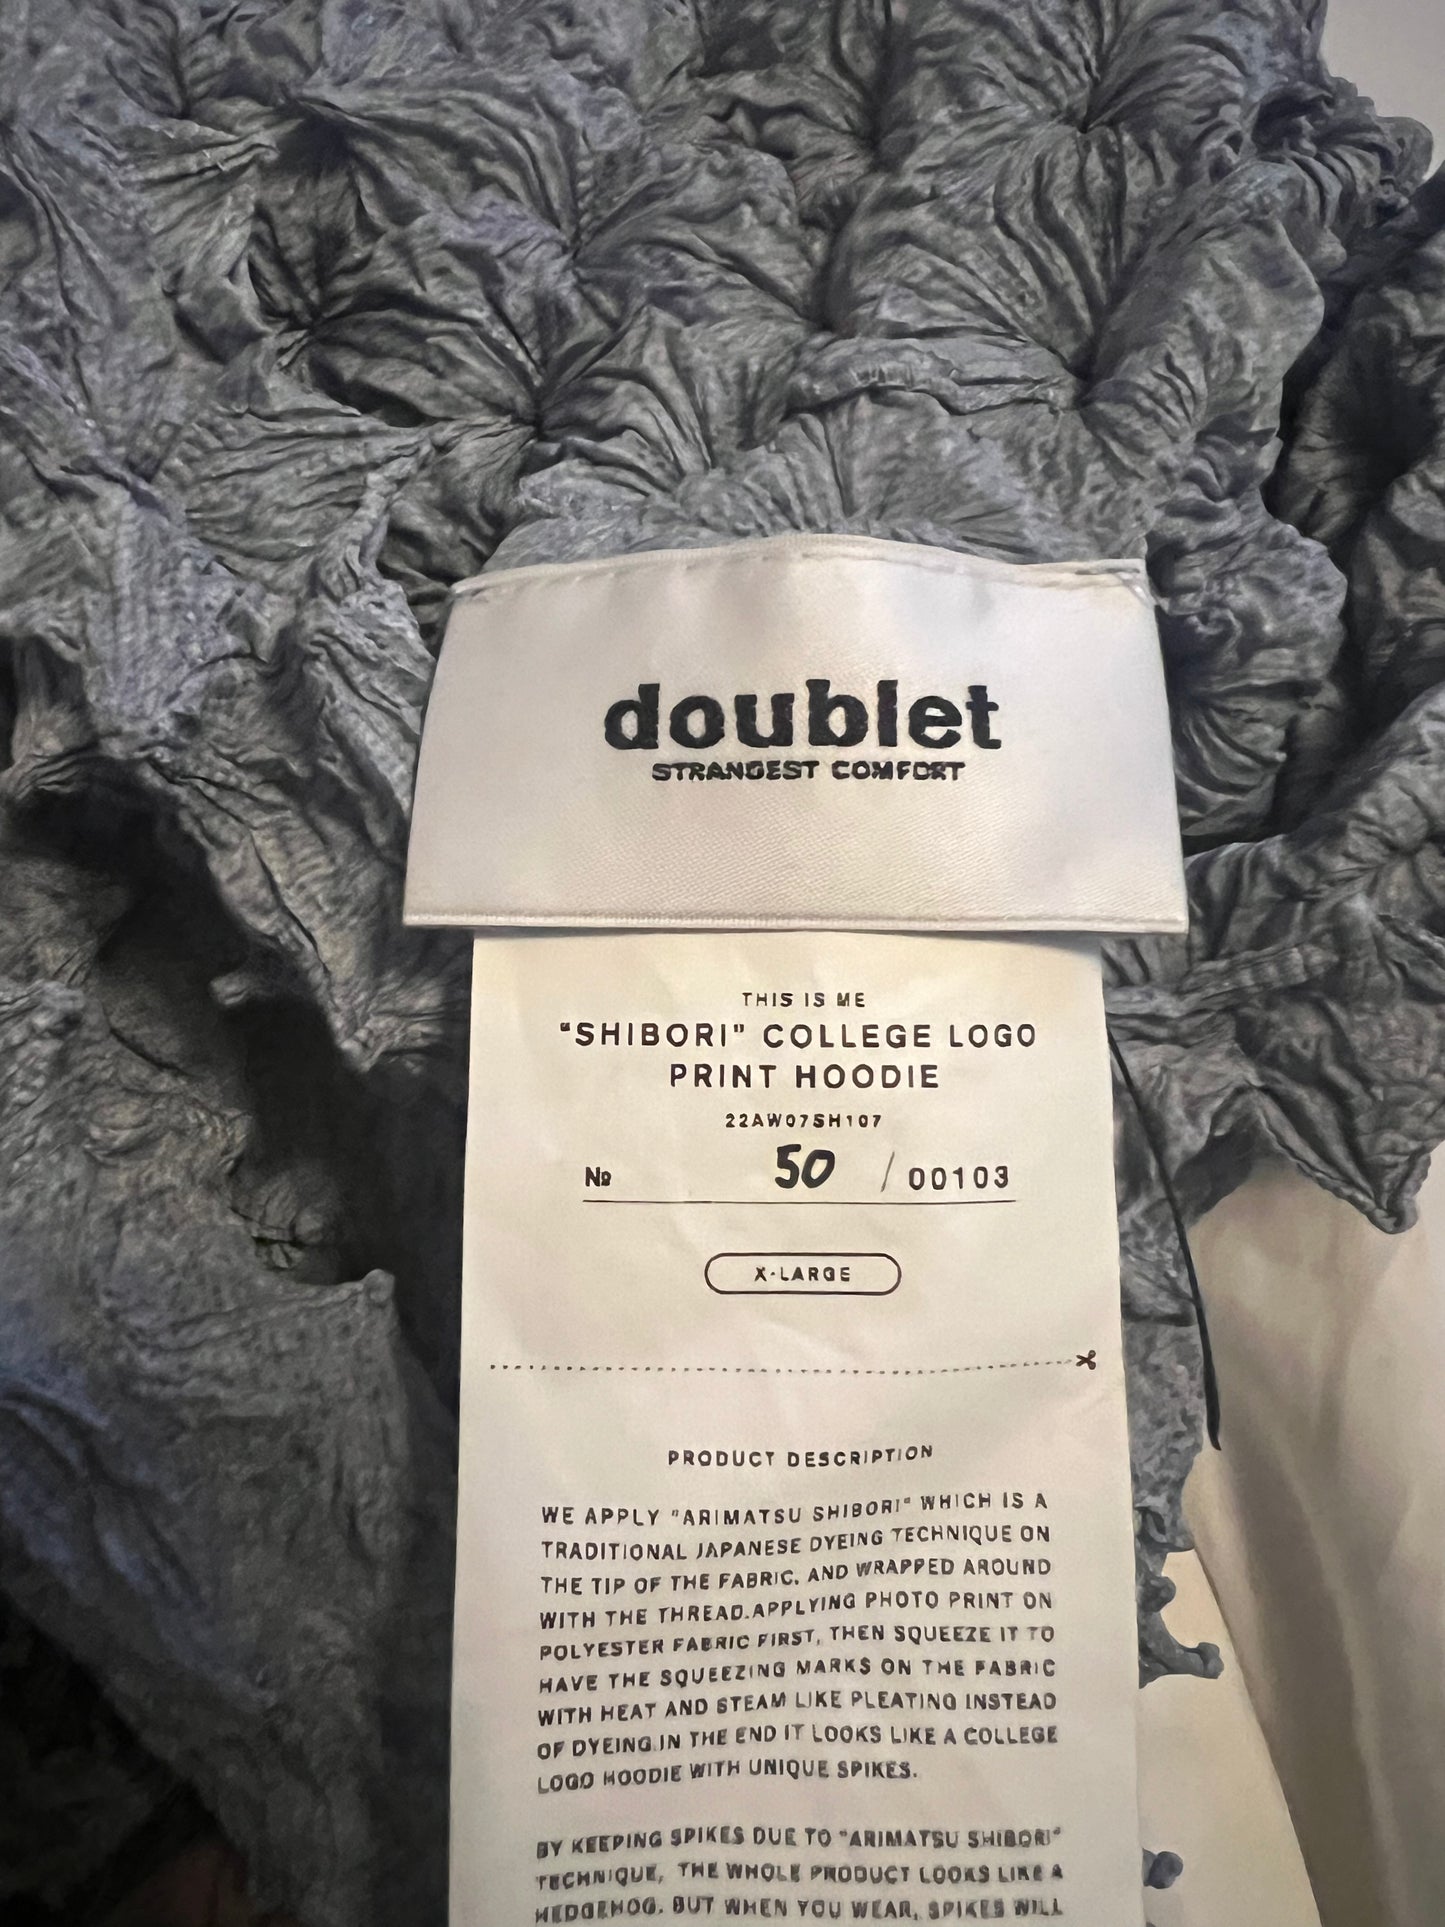 doublet
STRANGEST COMFORT
THIS IS ME
"SHIBORI" COLLEGE LOGO
PRINT HOODIE
22AW07SH107
№ 50 / 00103
X-LARGE
PRODUCT DESCRIPTION
WE APPLY "ARIMATSU SHIBORI" WHICH IS A
TRADITIONAL JAPANESE DYEING TECHNIQUE ON
THE TIP OF THE FABRIC. AND WRAPPED AROUND
WITH THE THREAD.APPLYING PHOTO PRINT ON
POLYESTER FABRIC FIRST, THEN SQUEEZE IT TO
HAVE THE SQUEEZING MARKS ON THE FABRIC
WITH HEAT AND STEAM LIKE PLEATING INSTEAD
OF DYEING.IN THE END IT LOOKS LIKE A COLLEGE
LOGO HOODIE WITH UNIQUE SPIKES.
BY KEEPING SPIKES DUE TO "ARIMATSU SHIBORI"
TECHNIQUE, THE WHOLE PRODUCT LOOKS LIKE A
HEDGEHOG. BUT WHEN YOU WEAR, SPIKES WILL